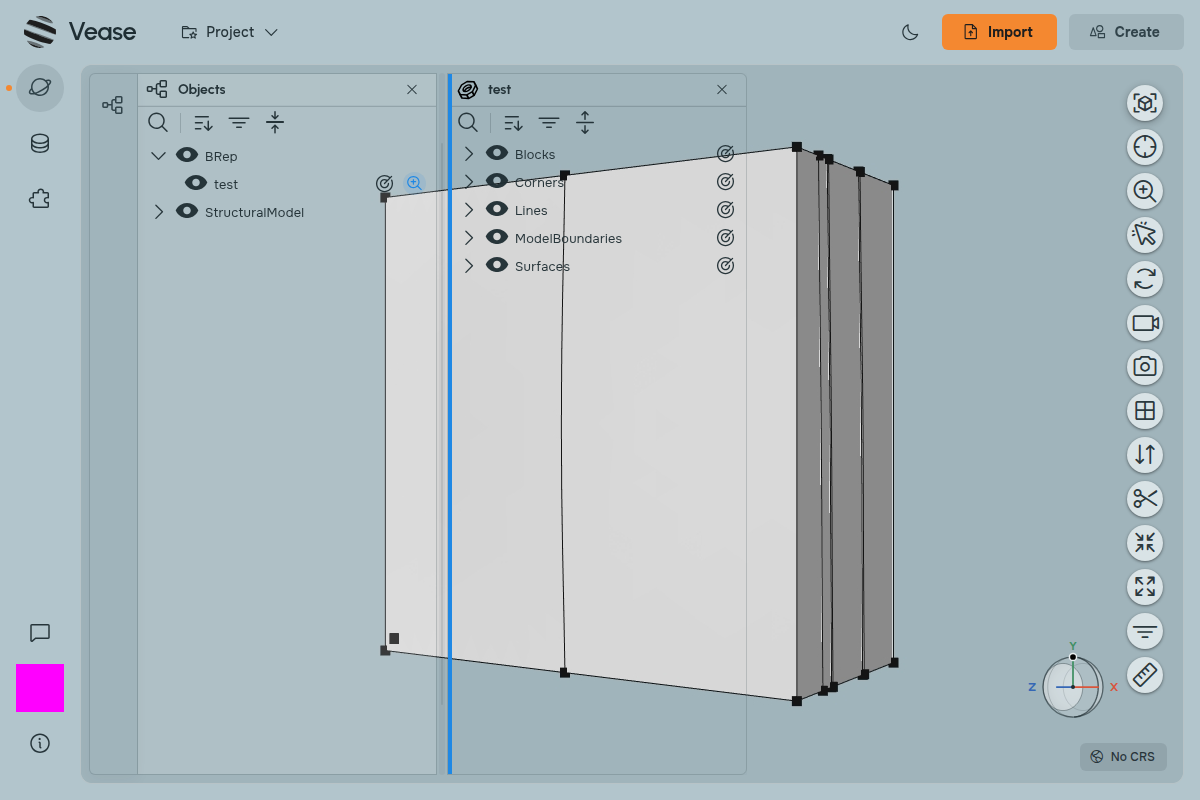 Vease
Project
Import
Create
Objects
BRep
test
StructuralModel
test
Blocks
Corners
Lines
ModelBoundaries
Surfaces
Y
Z
X
No CRS